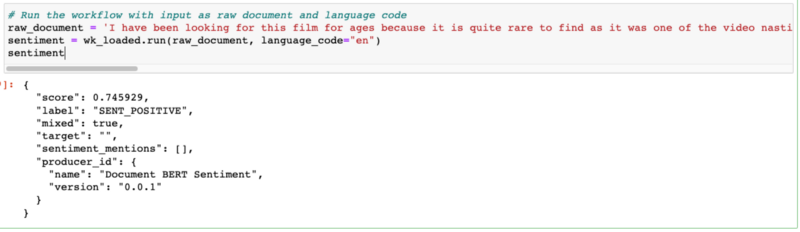 # Run the workflow with input as raw document and language code
raw_document = 'I have been looking for this film for ages because it is quite rare to find as it was one of the video nasti
sentiment = wk_loaded.run(raw_document, language_code="en")
sentiment
]: {
"score": 0.745929,
"label": "SENT_POSITIVE",
"mixed": true,
"target": "",
"sentiment_mentions": [],
"producer_id": {
"name": "Document BERT Sentiment",
"version": "0.0.1"
}
}